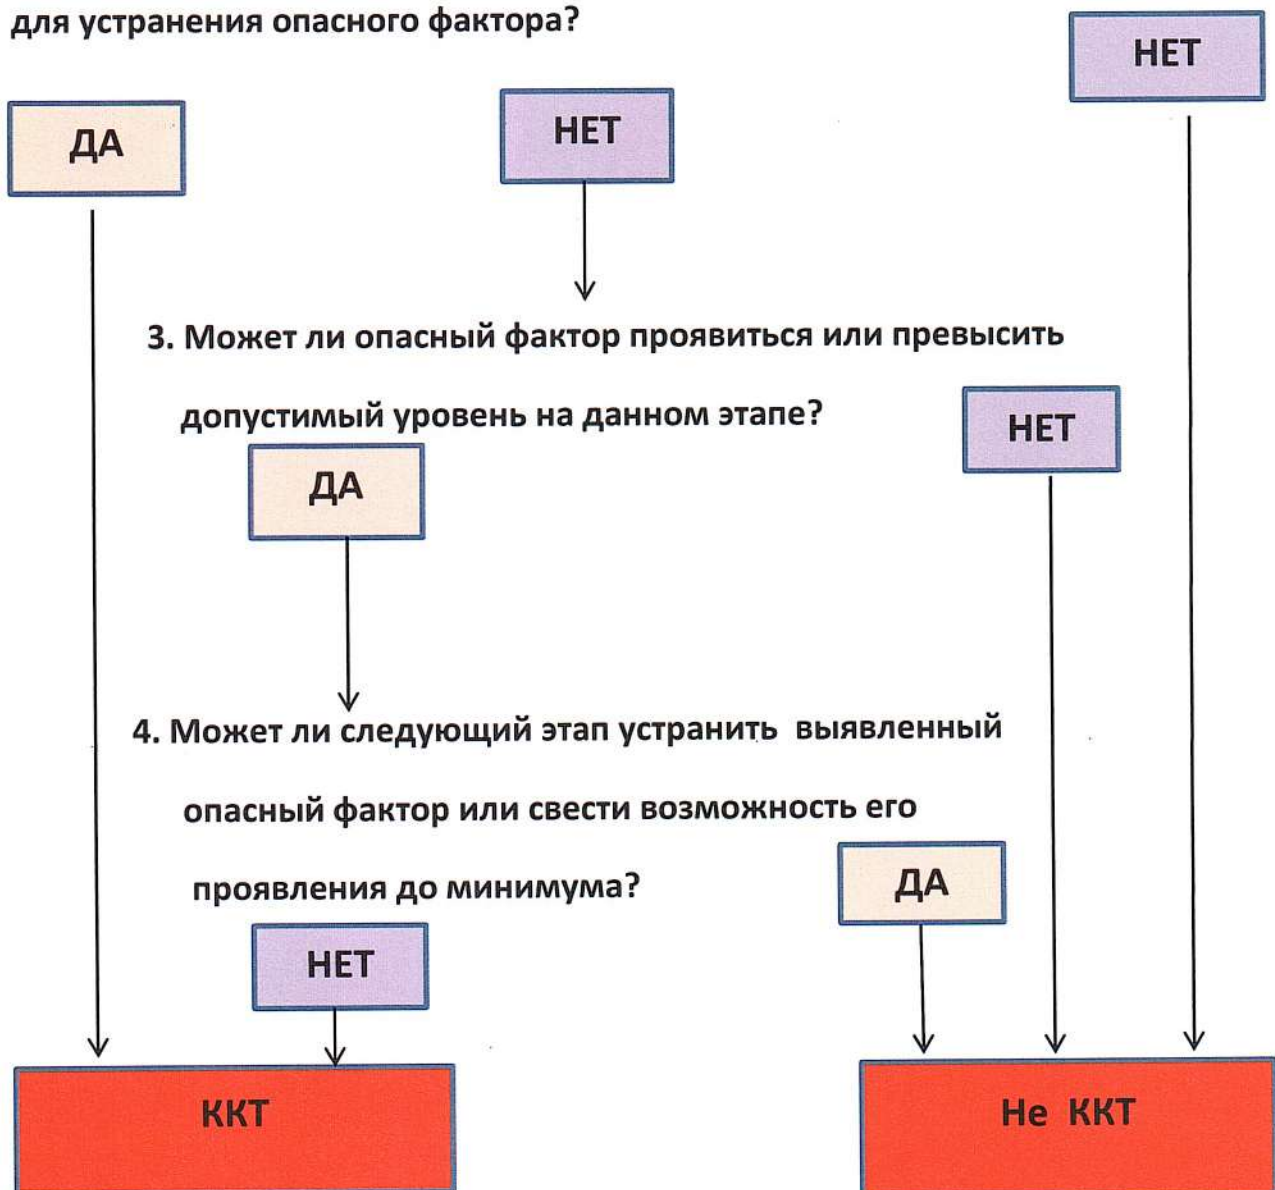 для устранения опасного фактора?
НЕТ
ДА
НЕТ
3. Может ли опасный фактор проявиться или превысить
допустимый уровень на данном этапе?
НЕТ
ДА
4. Может ли следующий этап устранить выявленный
опасный фактор или свести возможность его
проявления до минимума?
ДА
НЕТ
ККТ
Не ККТ